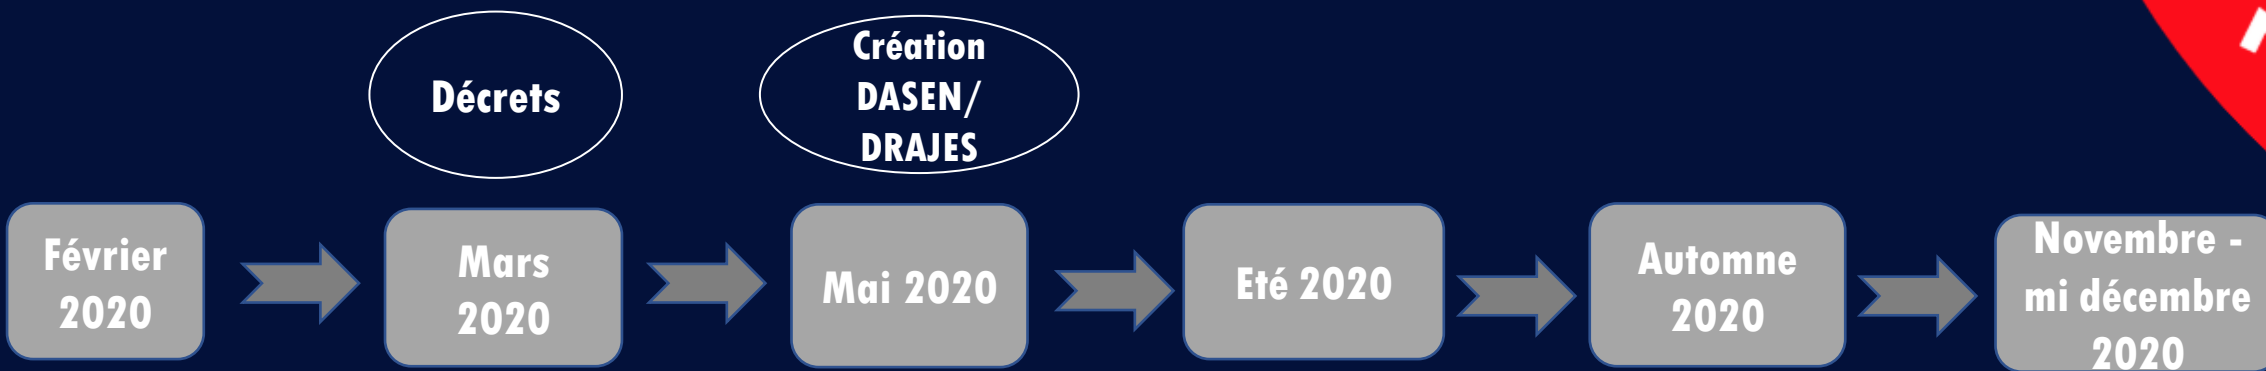 Décrets
Création
DASEN/
DRAJES
Février
2020
Mars
2020
Mai 2020
Eté 2020
Automne
2020
Novembre -
mi décembre
2020